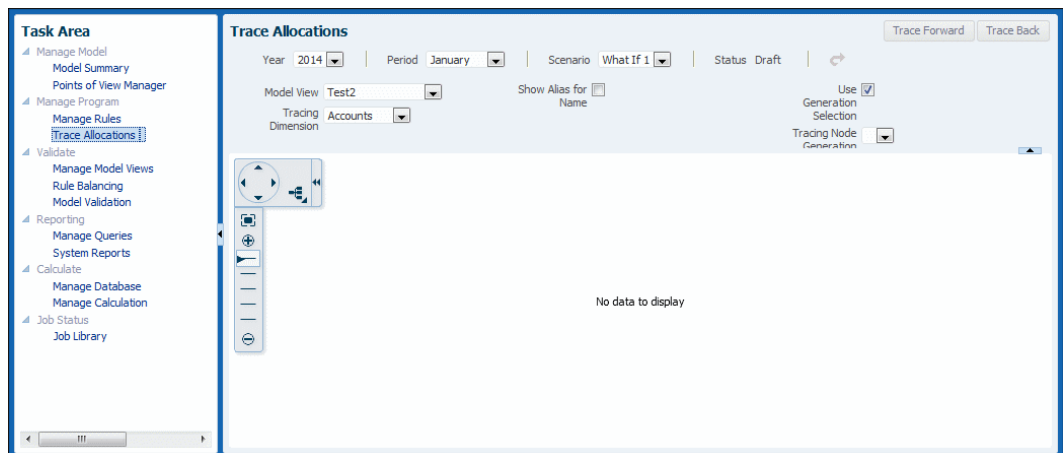 Task Area
Manage Model
Model Summary
Points of View Manager
Manage Program
Manage Rules
Trace Allocations
Validate
Manage Model Views
Rule Balancing
Model Validation
Reporting
Manage Queries
System Reports
Calculate
Manage Database
Manage Calculation
Job Status
Job Library
Trace Allocations
Trace Forward
Trace Back
Year 2014
Period January
Scenario What If 1
Status Draft
Model View Test2
Show Alias for
Name
Use
Generation
Selection
Tracing
Dimension
Accounts
Tracing Node
Generation
No data to display